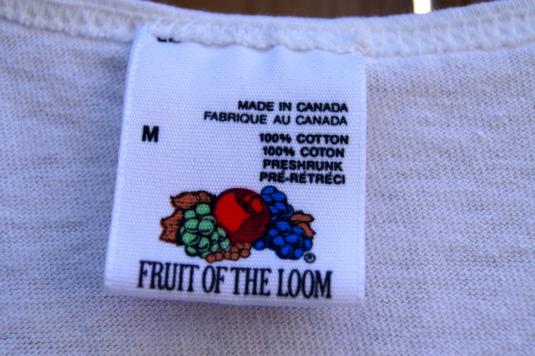 MADE IN CANADA
FABRIQUE AU CANADA
M
100% COTTON
100% COTON
PRESHRUNK
PRÉ-RÉTRÉCI
®
FRUIT OF THE LOOM